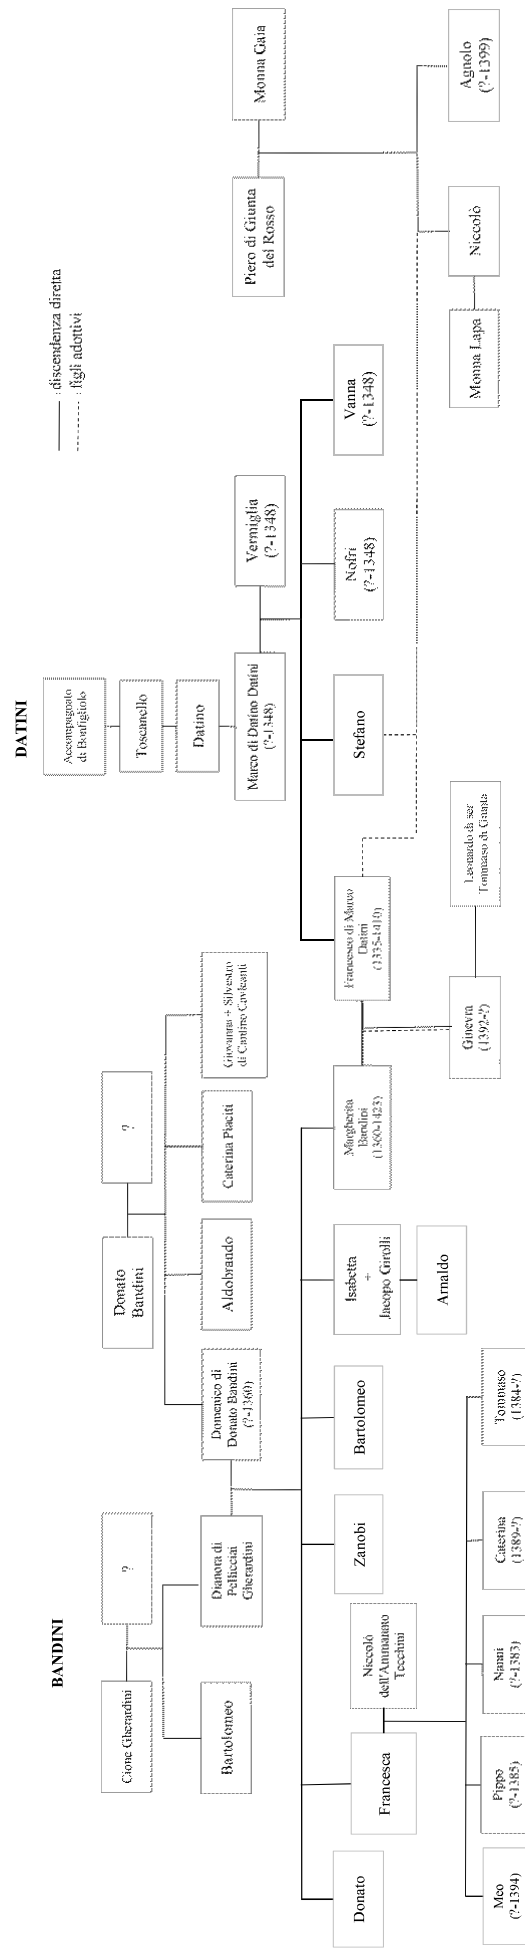 BANDINI
DATINI
— : discendenza diretta
----- : figli adottivi
Cione Gherardini
?
Donato
Bandini
?
Accompagnato
di Bonfigliolo
Toscanello
Datino
Bartolomeo
Dianora di
Pellicciai
Gherardini
Domenico di
Donato Bandini
(?-1360)
Aldobrando
Caterina Piaciti
Giovanna + Silvestro
di Cantino Cavlcanti
Marco di Datino Datini
(?-1348)
Vermiglia
(?-1348)
Piero di Giunta
del Rosso
Monna Gaia
Donato
Francesca
Niccolò
dell'Ammanato
Tecchini
Zanobi
Bartolomeo
Isabetta
+
Jacopo Girolli
Arnaldo
Margherita
Bandini
(1360-1423)
Francesco di Marco
Datini
(1335-1410)
Stefano
Nofri
(?-1348)
Vanna
(?-1348)
Meo
(?-1394)
Pippo
(?-1385)
Nanni
(?-1383)
Caterina
(1389-?)
Tommaso
(1384-?)
Ginevra
(1392-?)
Leonardo di ser
Tommaso di Giunta
Monna Lapa
Niccolò
Agnolo
(?-1399)